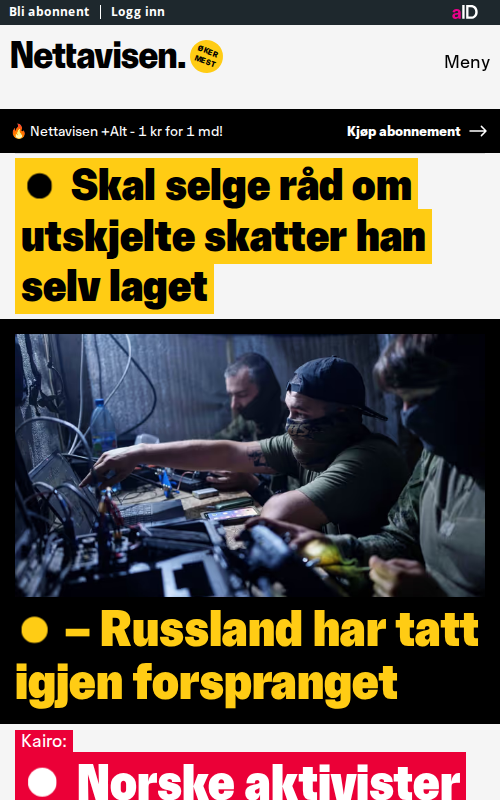 Bli abonnent | Logg inn
aID
Nettavisen.
ØKER
MEST
Meny
🔥 Nettavisen +Alt - 1 kr for 1 md!
Kjøp abonnement →
Skal selge råd om
utskjelte skatter han
selv laget
– Russland har tatt
igjen forspranget
Kairo:
Norske aktivister